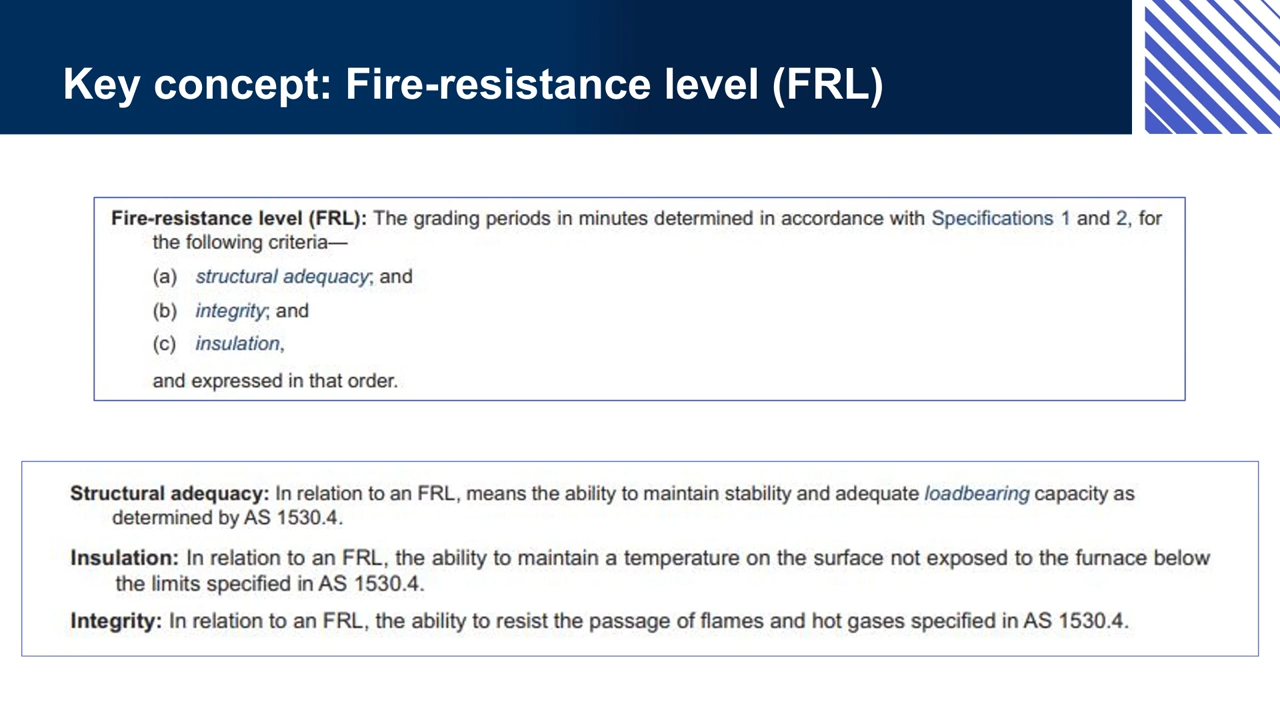 Key concept: Fire-resistance level (FRL)
Fire-resistance level (FRL): The grading periods in minutes determined in accordance with Specifications 1 and 2, for
the following criteria—
(a) structural adequacy; and
(b) integrity; and
(c) insulation,
and expressed in that order.
Structural adequacy: In relation to an FRL, means the ability to maintain stability and adequate loadbearing capacity as
determined by AS 1530.4.
Insulation: In relation to an FRL, the ability to maintain a temperature on the surface not exposed to the furnace below
the limits specified in AS 1530.4.
Integrity: In relation to an FRL, the ability to resist the passage of flames and hot gases specified in AS 1530.4.